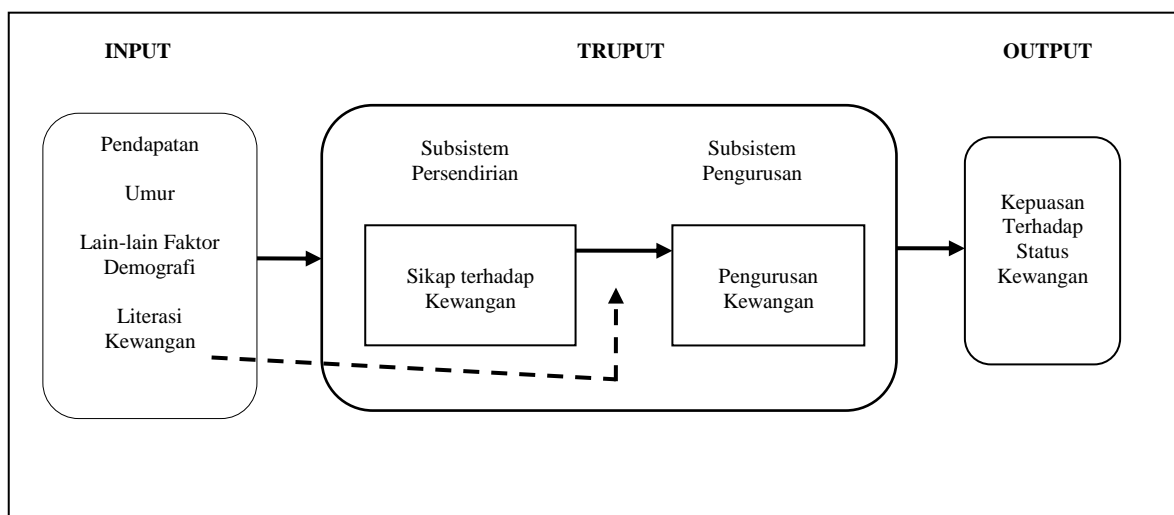 INPUT
TRUPUT
OUTPUT
Pendapatan
Umur
Lain-lain Faktor
Demografi
Literasi
Kewangan
Subsistem
Persendirian
Sikap terhadap
Kewangan
Subsistem
Pengurusan
Pengurusan
Kewangan
Kepuasan
Terhadap
Status
Kewangan